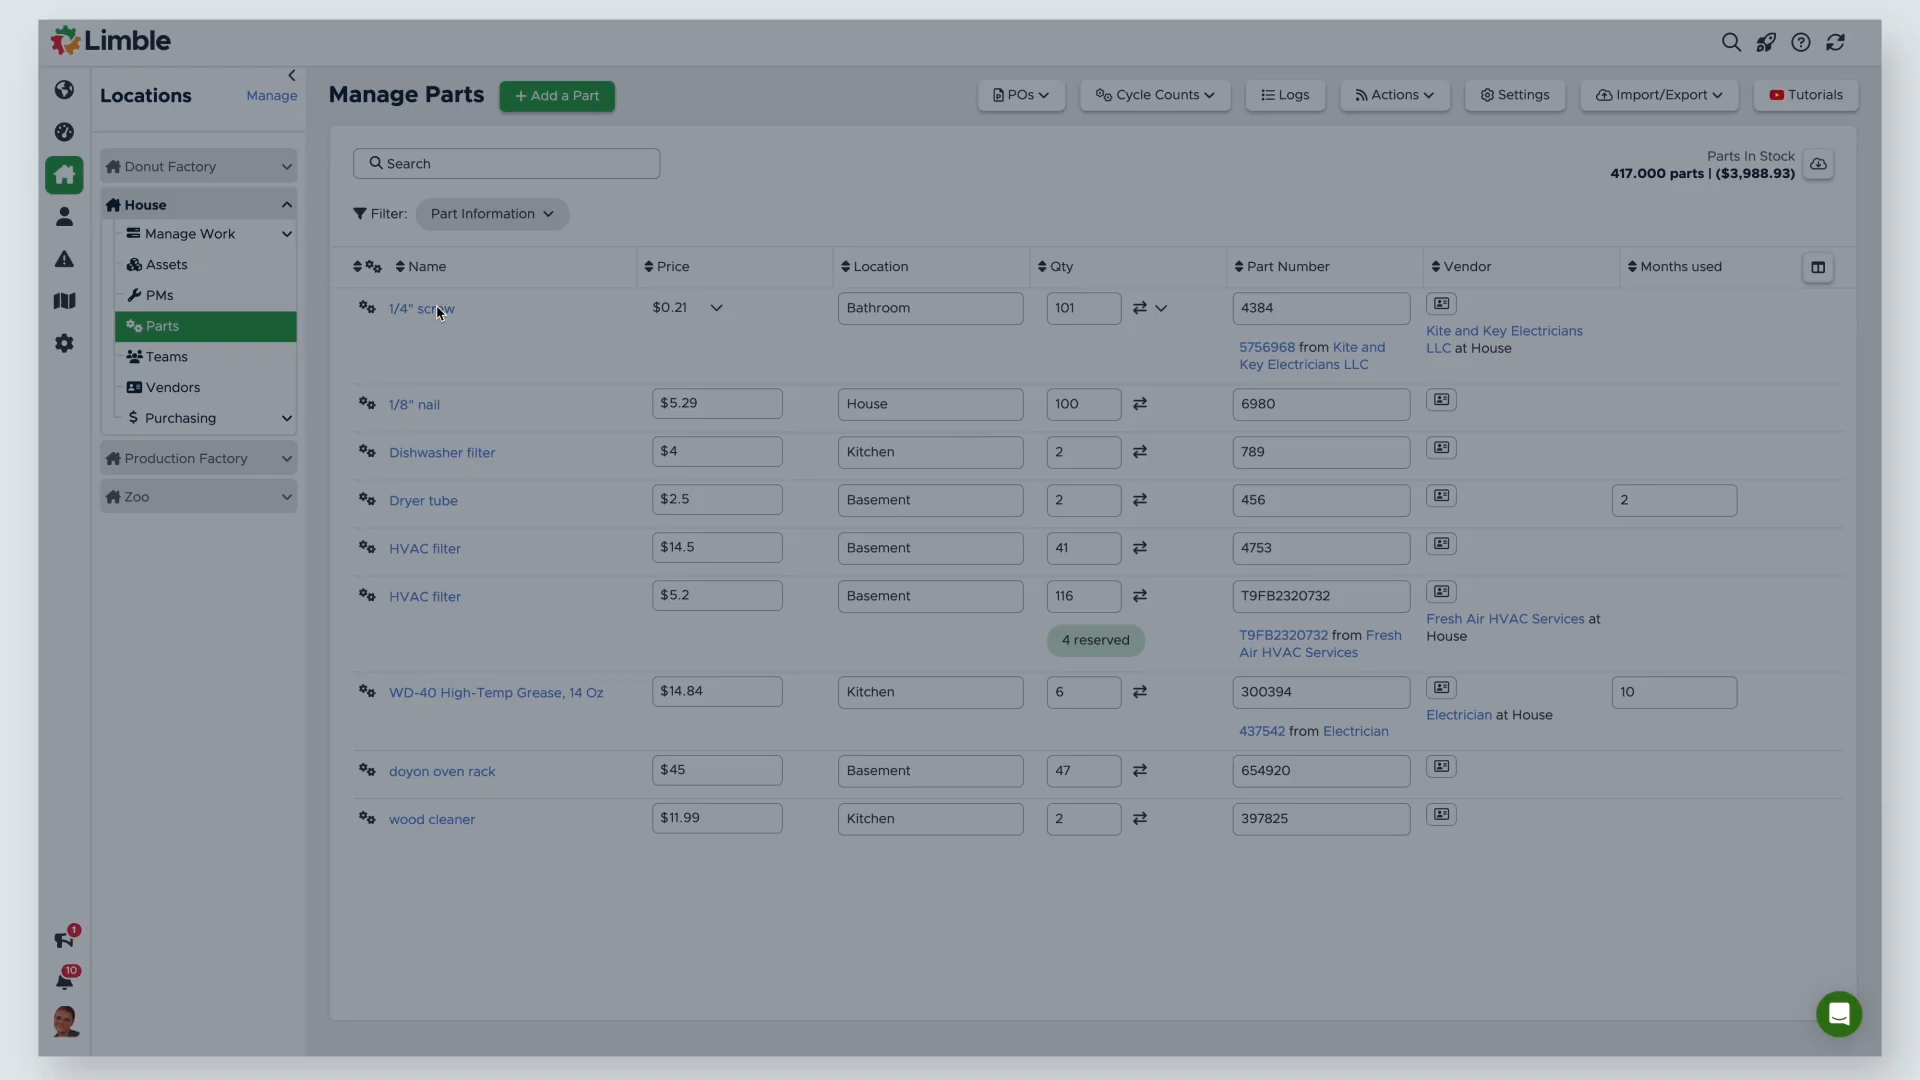 Limble
Locations
Manage
Donut Factory
House
Manage Work
Assets
PMs
Parts
Teams
Vendors
Purchasing
Production Factory
Zoo
1
10
Manage Parts
+ Add a Part
POs
Cycle Counts
Logs
Actions
Settings
Import/Export
Tutorials
Search
Parts In Stock
417.000 parts | ($3,988.93)
Filter: Part Information
Name Price Location Qty Part Number Vendor Months used
1/4" screw $0.21 Bathroom 101 4384
5756968 from Kite and
Key Electricians LLC
Kite and Key Electricians
LLC at House
1/8" nail $5.29 House 100 6980
Dishwasher filter $4 Kitchen 2 789
Dryer tube $2.5 Basement 2 456 2
HVAC filter $14.5 Basement 41 4753
HVAC filter $5.2 Basement 116 T9FB2320732
4 reserved
T9FB2320732 from Fresh
Air HVAC Services
Fresh Air HVAC Services at
House
WD-40 High-Temp Grease, 14 Oz $14.84 Kitchen 6 300394 10
437542 from Electrician
Electrician at House
doyon oven rack $45 Basement 47 654920
wood cleaner $11.99 Kitchen 2 397825